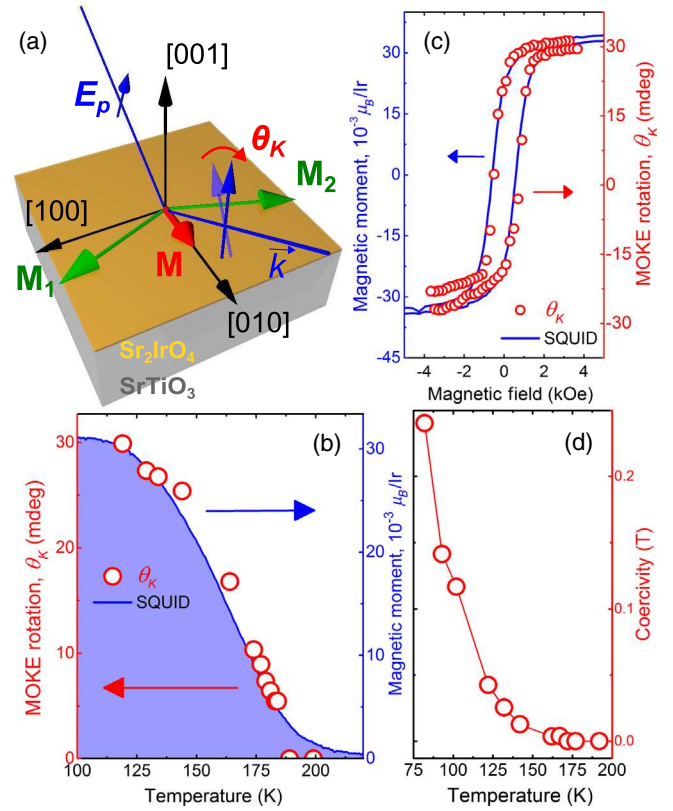 (a)
[001]
E_p
θ_K
M_2
[100]
M_1
M
k
[010]
Sr_2IrO_4
SrTiO_3
(c)
Magnetic moment, 10^-3 μ_B/Ir
45
30
15
0
-15
-30
-45
MOKE rotation, θ_K (mdeg)
30
15
0
-15
-30
θ_K
SQUID
-4 -2 0 2 4
Magnetic field (kOe)
(b)
MOKE rotation, θ_K (mdeg)
30
20
10
0
θ_K
SQUID
Magnetic moment, 10^-3 μ_B/Ir
30
20
10
0
100 125 150 175 200
Temperature (K)
(d)
Coercivity (T)
0.2
0.1
0.0
75 100 125 150 175 200
Temperature (K)